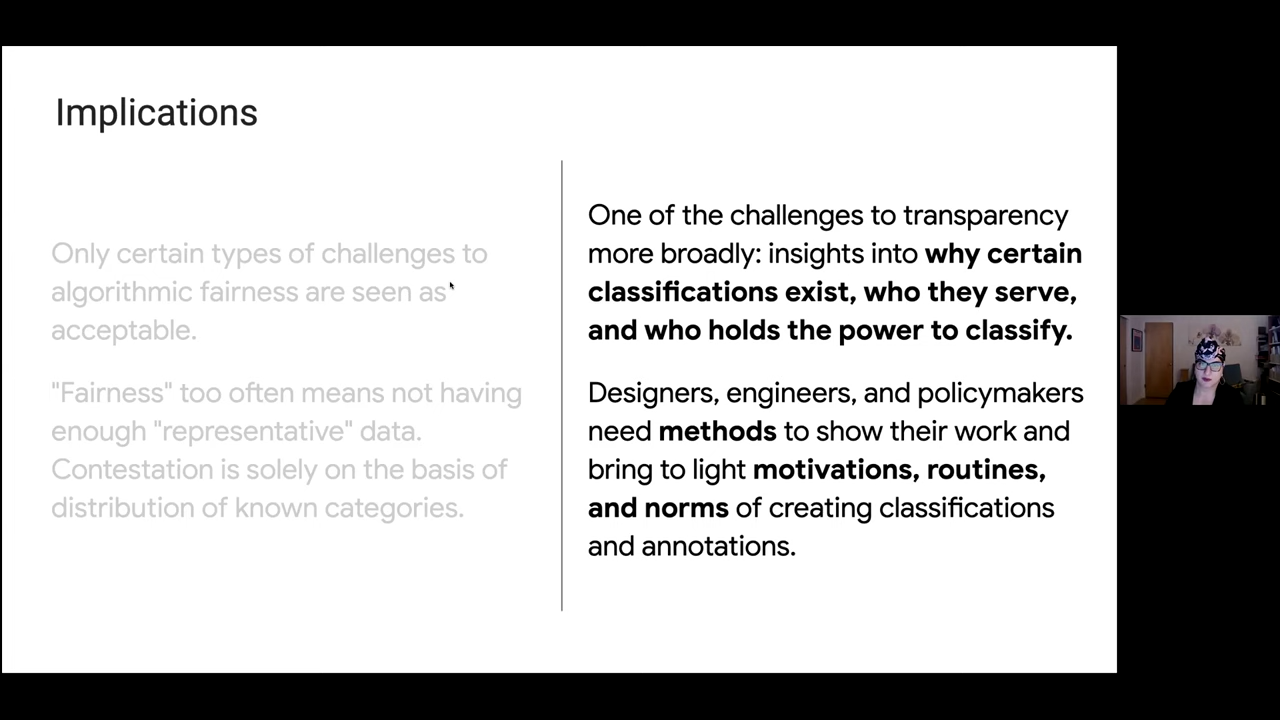 Implications
Only certain types of challenges to
algorithmic fairness are seen as
acceptable.
"Fairness" too often means not having
enough "representative" data.
Contestation is solely on the basis of
distribution of known categories.
One of the challenges to transparency
more broadly: insights into why certain
classifications exist, who they serve,
and who holds the power to classify.
Designers, engineers, and policymakers
need methods to show their work and
bring to light motivations, routines,
and norms of creating classifications
and annotations.